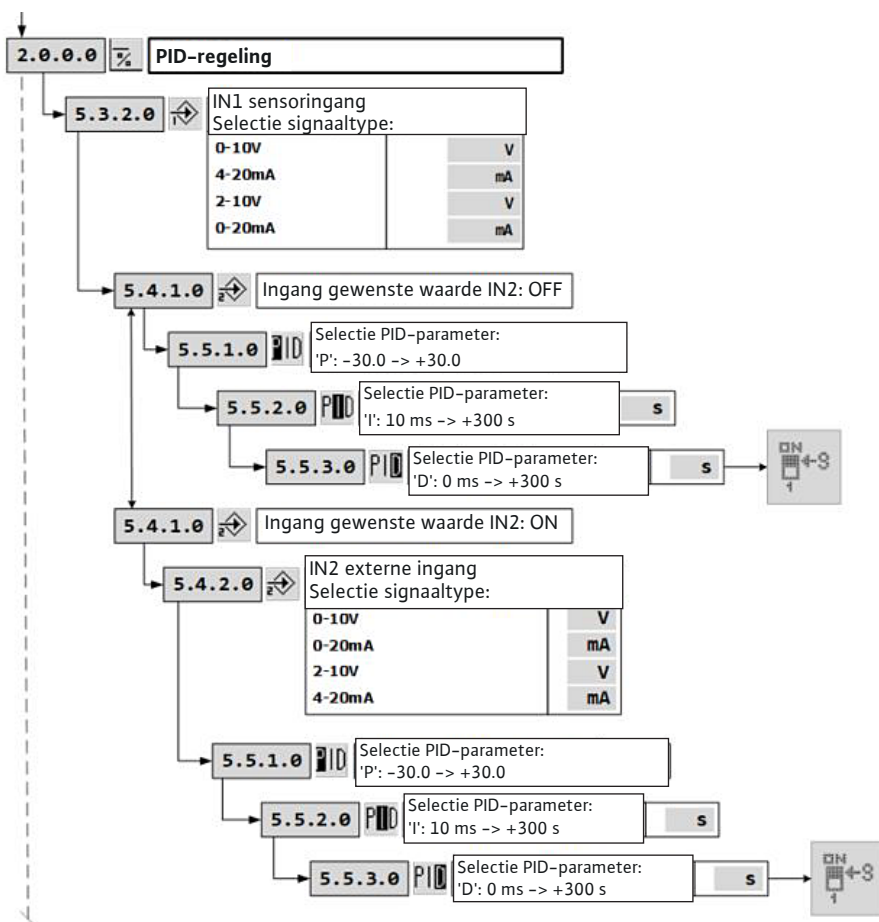 2.0.0.0 PID-regeling
5.3.2.0 1 IN1 sensoringang
Selectie signaaltype:
0-10V V
4-20mA mA
2-10V V
0-20mA mA
5.4.1.0 2 Ingang gewenste waarde IN2: OFF
5.5.1.0 PID Selectie PID-parameter:
'P': -30.0 -> +30.0
5.5.2.0 PID Selectie PID-parameter:
'I': 10 ms -> +300 s s
5.5.3.0 PID Selectie PID-parameter:
'D': 0 ms -> +300 s s
ON
S
1
5.4.1.0 2 Ingang gewenste waarde IN2: ON
5.4.2.0 2 IN2 externe ingang
Selectie signaaltype:
0-10V V
0-20mA mA
2-10V V
4-20mA mA
5.5.1.0 PID Selectie PID-parameter:
'P': -30.0 -> +30.0
5.5.2.0 PID Selectie PID-parameter:
'I': 10 ms -> +300 s s
5.5.3.0 PID Selectie PID-parameter:
'D': 0 ms -> +300 s s
ON
S
1